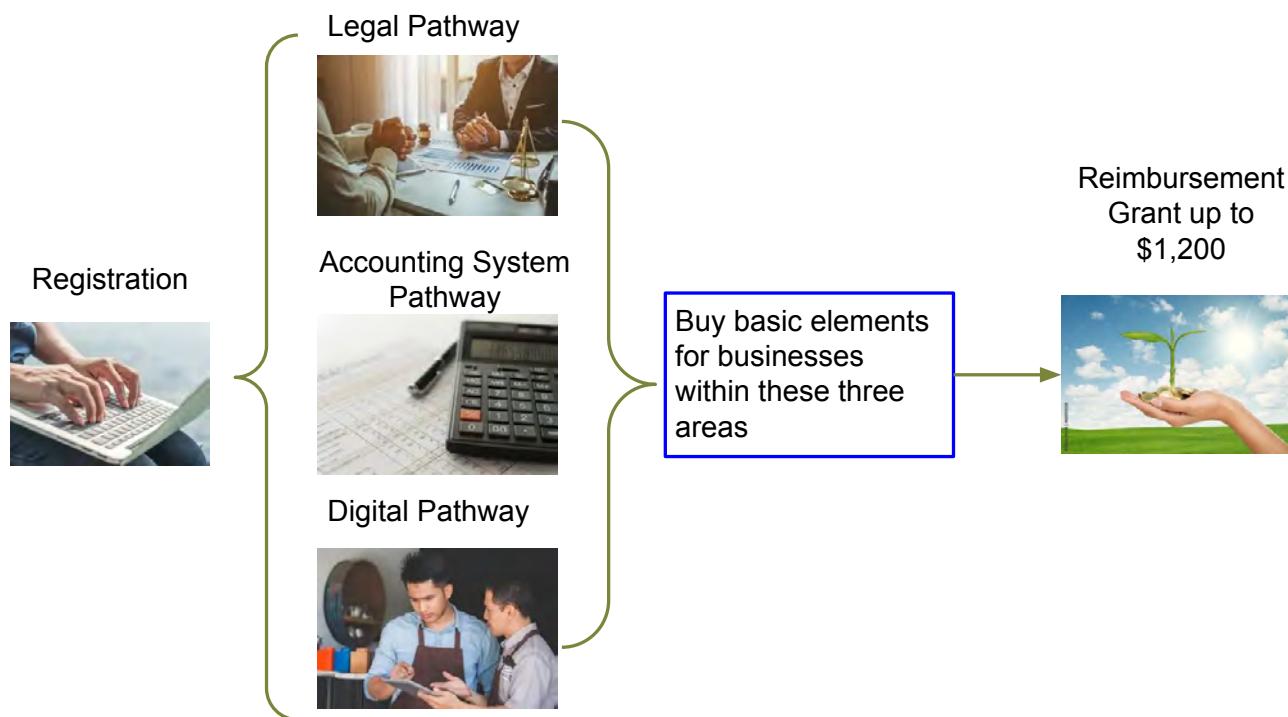 Legal Pathway
Registration
Accounting System
Pathway
Digital Pathway
Buy basic elements
for businesses
within these three
areas
Reimbursement
Grant up to
$1,200